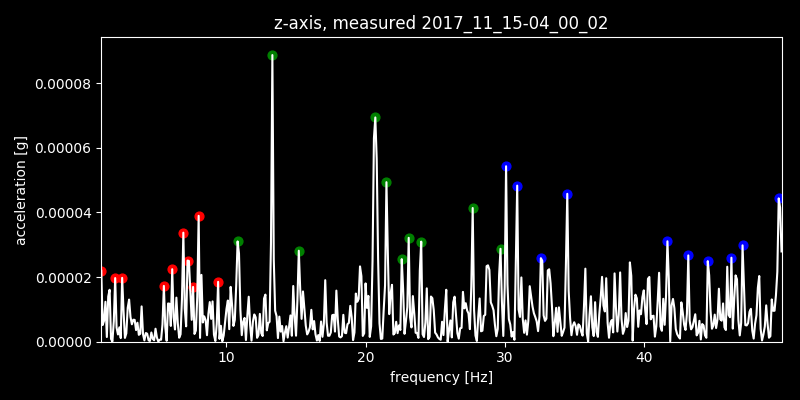 z-axis, measured 2017_11_15-04_00_02
0.00008
0.00006
0.00004
0.00002
0.00000
acceleration [g]
10 20 30 40
frequency [Hz]